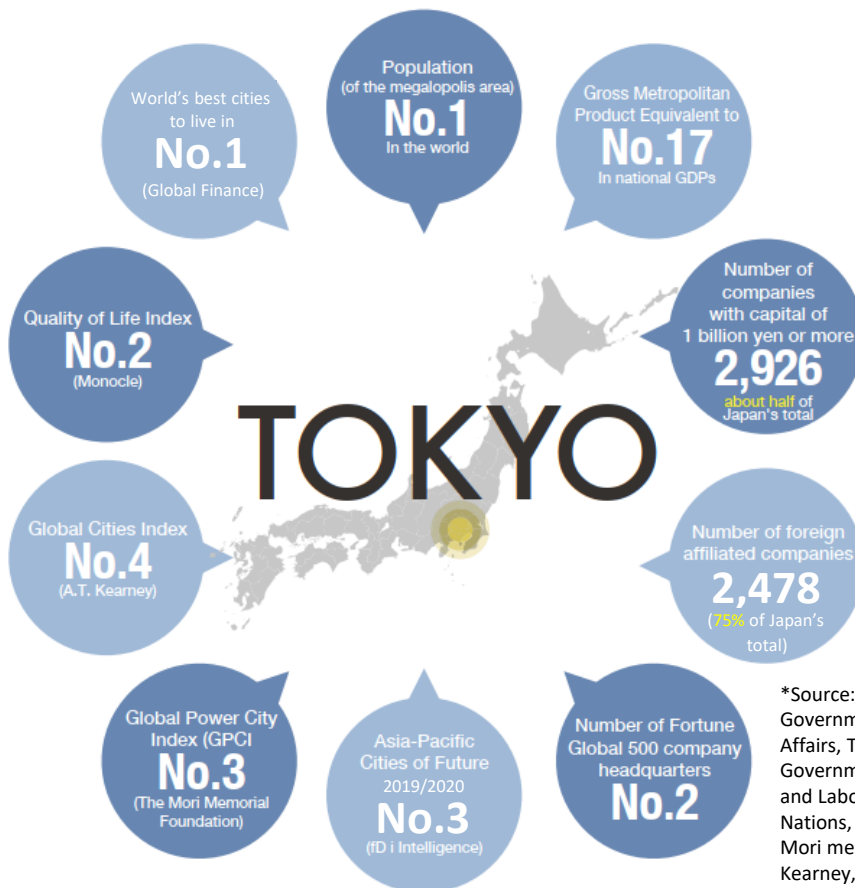 Population
(of the megalopolis area)
No.1
In the world
World's best cities
to live in
No.1
(Global Finance)
Gross Metropolitan
Product Equivalent to
No.17
In national GDPs
Quality of Life Index
No.2
(Monocle)
Number of
companies
with capital of
1 billion yen or more
2,926
about half of
Japan's total
TOKYO
Global Cities Index
No.4
(A.T. Kearney)
Number of foreign
affiliated companies
2,478
(75% of Japan's
total)
Global Power City
Index (GPCI
No.3
(The Mori Memorial
Foundation)
Asia-Pacific
Cities of Future
2019/2020
No.3
(fD i Intelligence)
Number of Fortune
Global 500 company
headquarters
No.2
*Source:
Governm
Affairs, T
Governm
and Labo
Nations,
Mori me
Kearney,